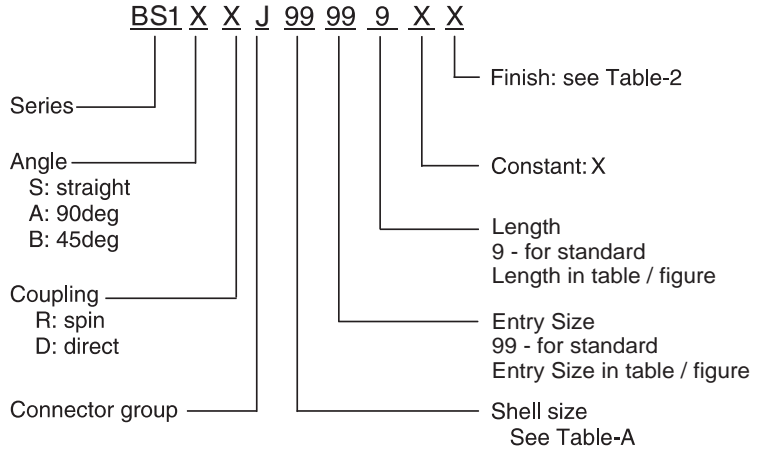 BS1 X X J 99 99 9 X X
Series
Angle
S: straight
A: 90deg
B: 45deg
Coupling
R: spin
D: direct
Connector group
Finish: see Table-2
Constant: X
Length
9 - for standard
Length in table / figure
Entry Size
99 - for standard
Entry Size in table / figure
Shell size
See Table-A